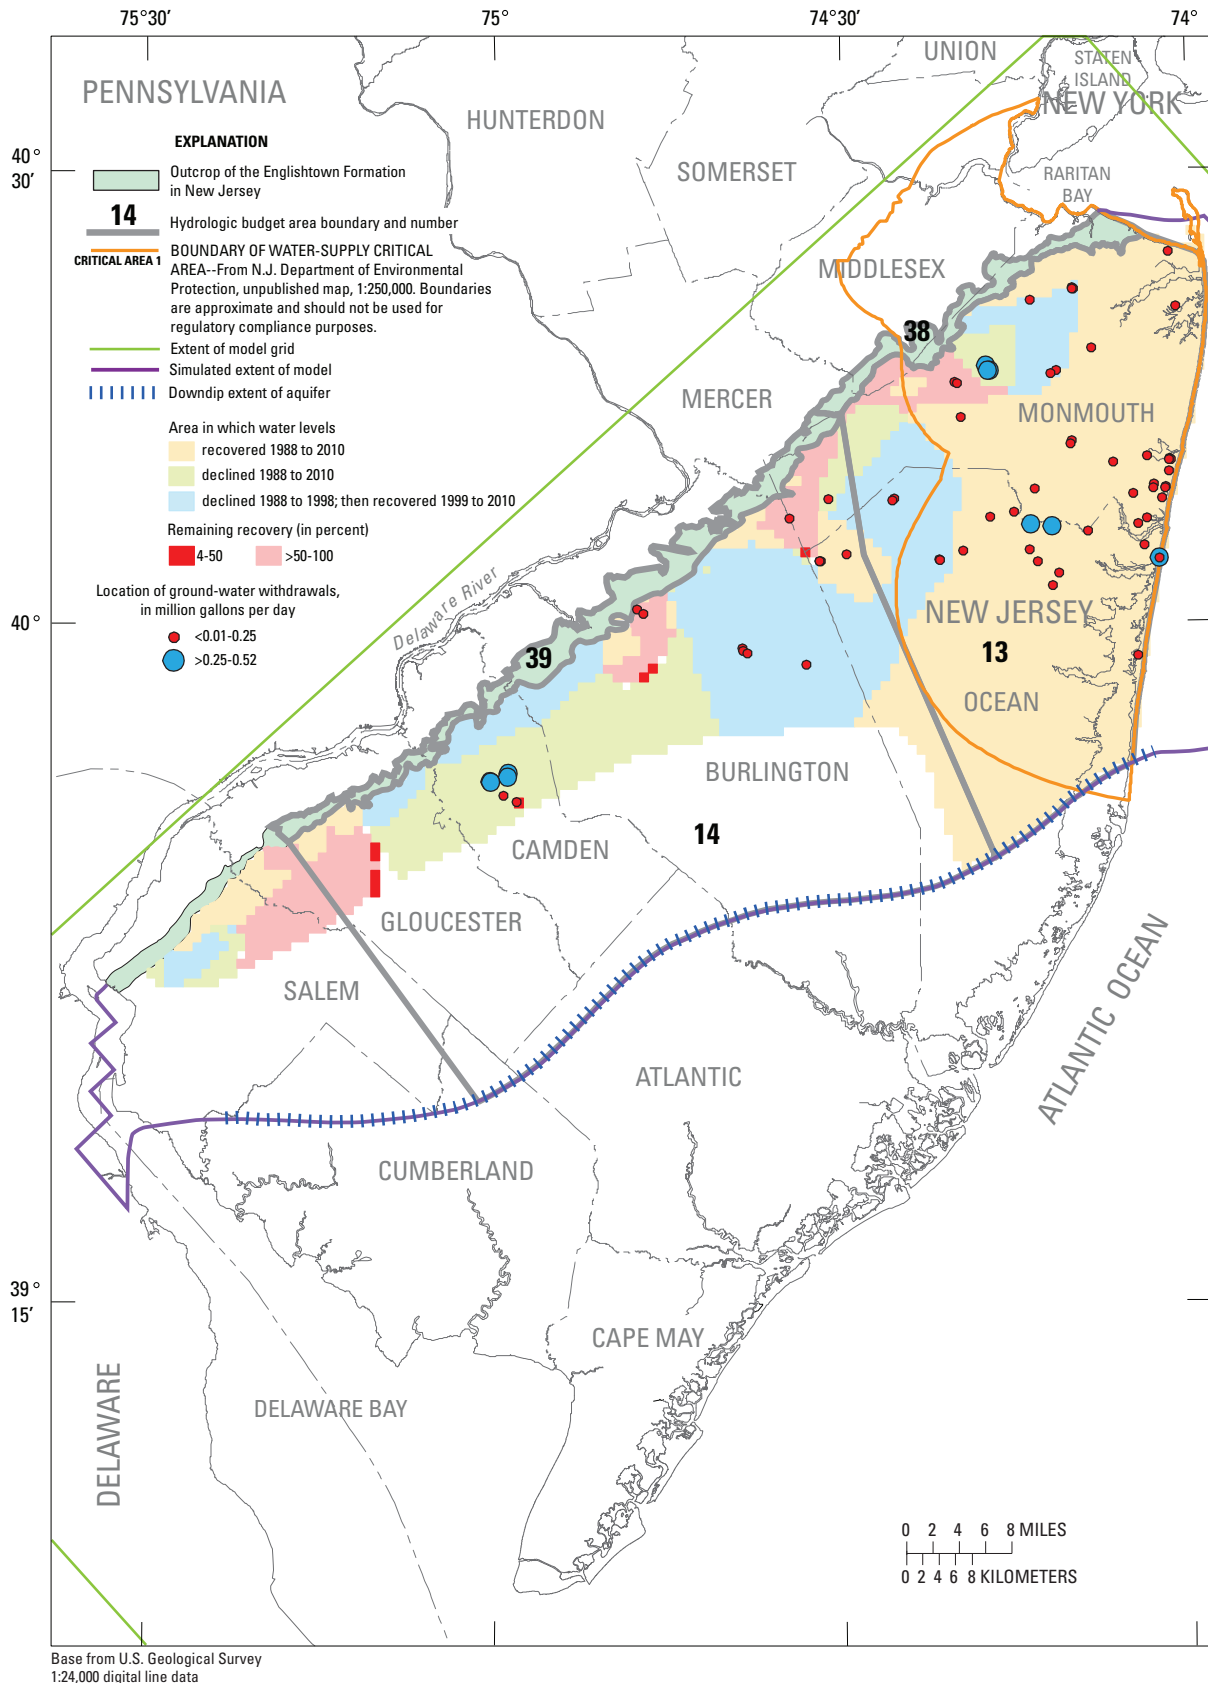 75°30′
75°
74°30′
74°
UNION
STATEN
ISLAND
NEW YORK
PENNSYLVANIA
HUNTERDON
EXPLANATION
40°
30′
Outcrop of the Englishtown Formation
in New Jersey
SOMERSET
RARITAN
BAY
14
Hydrologic budget area boundary and number
CRITICAL AREA 1
BOUNDARY OF WATER-SUPPLY CRITICAL
AREA--From N.J. Department of Environmental
Protection, unpublished map, 1:250,000. Boundaries
are approximate and should not be used for
regulatory compliance purposes.
MIDDLESEX
38
Extent of model grid
Simulated extent of model
Downdip extent of aquifer
MERCER
MONMOUTH
Area in which water levels
recovered 1988 to 2010
declined 1988 to 2010
declined 1988 to 1998; then recovered 1999 to 2010
Remaining recovery (in percent)
4-50
>50-100
Location of ground-water withdrawals,
in million gallons per day
<0.01-0.25
>0.25-0.52
Delaware River
40°
NEW JERSEY
39
13
OCEAN
BURLINGTON
14
CAMDEN
GLOUCESTER
SALEM
ATLANTIC OCEAN
ATLANTIC
CUMBERLAND
39°
15′
CAPE MAY
DELAWARE
DELAWARE BAY
0 2 4 6 8 MILES
0 2 4 6 8 KILOMETERS
Base from U.S. Geological Survey
1:24,000 digital line data